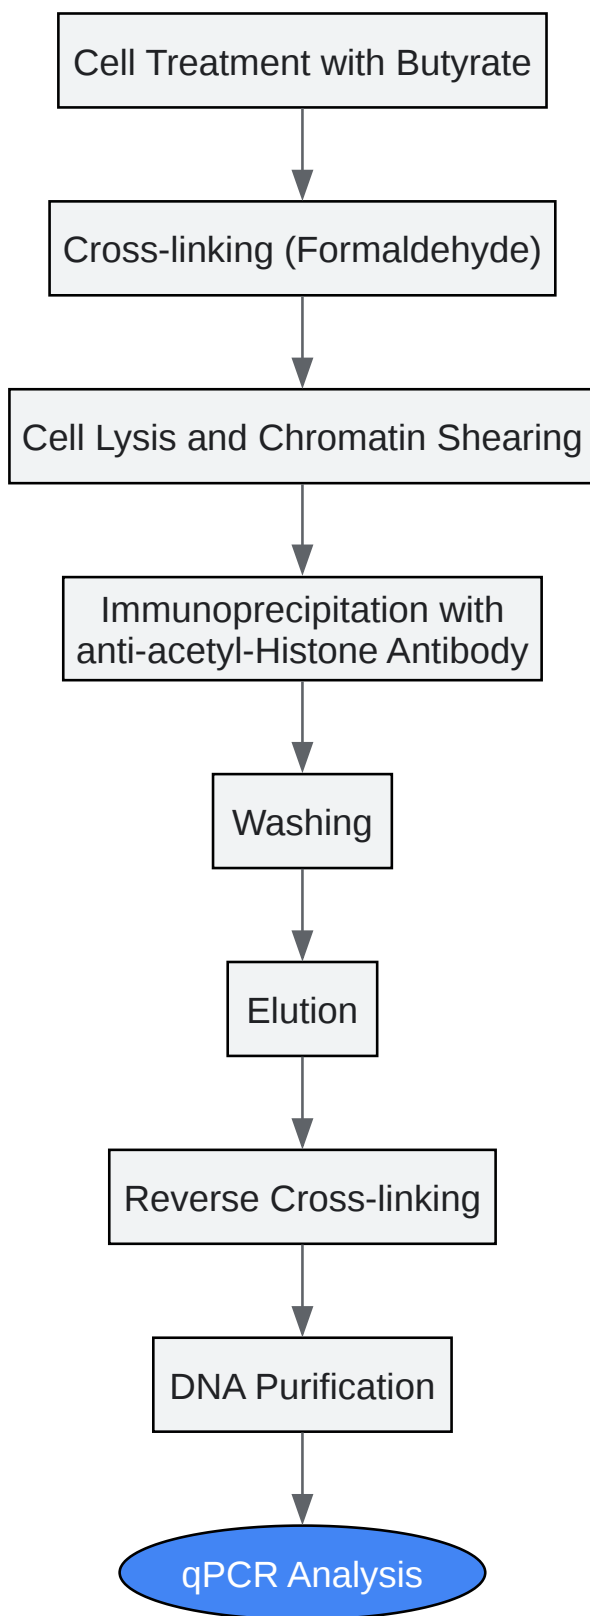 Cell Treatment with Butyrate
Cross-linking (Formaldehyde)
Cell Lysis and Chromatin Shearing
Immunoprecipitation with
anti-acetyl-Histone Antibody
Washing
Elution
Reverse Cross-linking
DNA Purification
qPCR Analysis